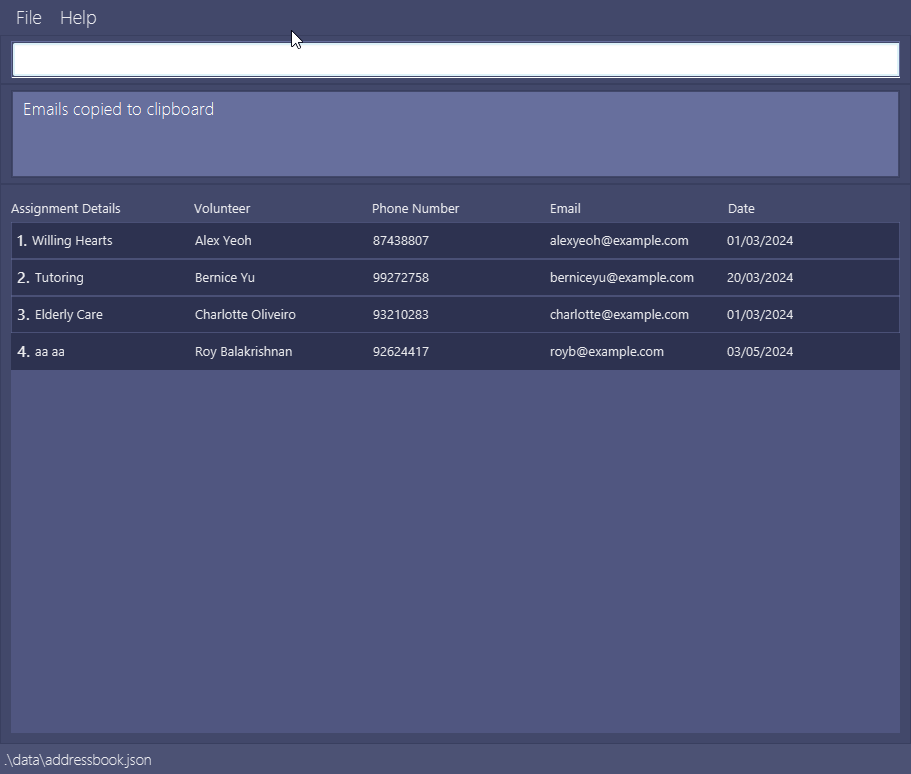 File Help
Emails copied to clipboard
Assignment Details Volunteer Phone Number Email Date
1. Willing Hearts Alex Yeoh 87438807 alexyeoh@example.com 01/03/2024
2. Tutoring Bernice Yu 99272758 berniceyu@example.com 20/03/2024
3. Elderly Care Charlotte Oliveiro 93210283 charlotte@example.com 01/03/2024
4. aa aa Roy Balakrishnan 92624417 royb@example.com 03/05/2024
.\data\addressbook.json